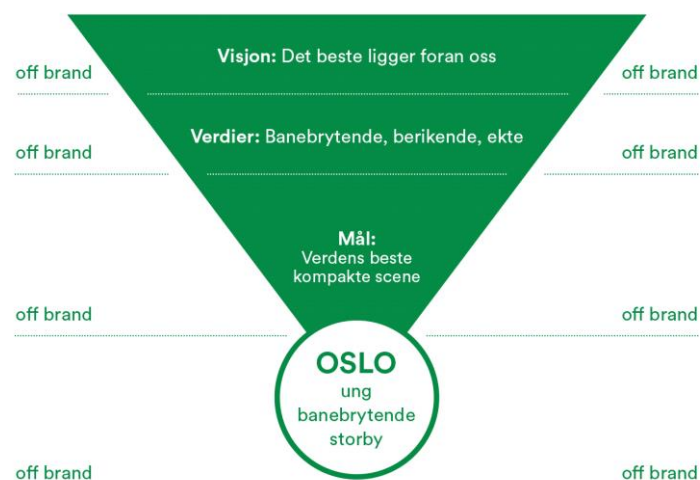 Visjon: Det beste ligger foran oss
off brand
off brand
Verdier: Banebrytende, berikende, ekte
off brand
off brand
Mål:
Verdens beste
kompakte scene
off brand
off brand
OSLO
ung
banebrytende
storby
off brand
off brand